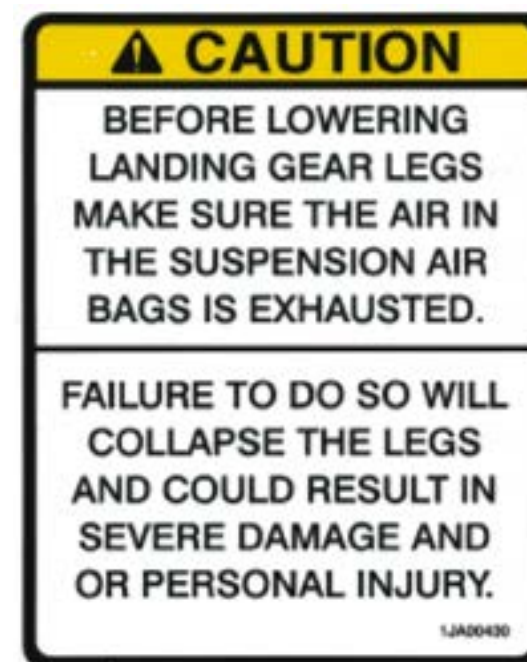 CAUTION
BEFORE LOWERING
LANDING GEAR LEGS
MAKE SURE THE AIR IN
THE SUSPENSION AIR
BAGS IS EXHAUSTED.
FAILURE TO DO SO WILL
COLLAPSE THE LEGS
AND COULD RESULT IN
SEVERE DAMAGE AND
OR PERSONAL INJURY.
1JA00430